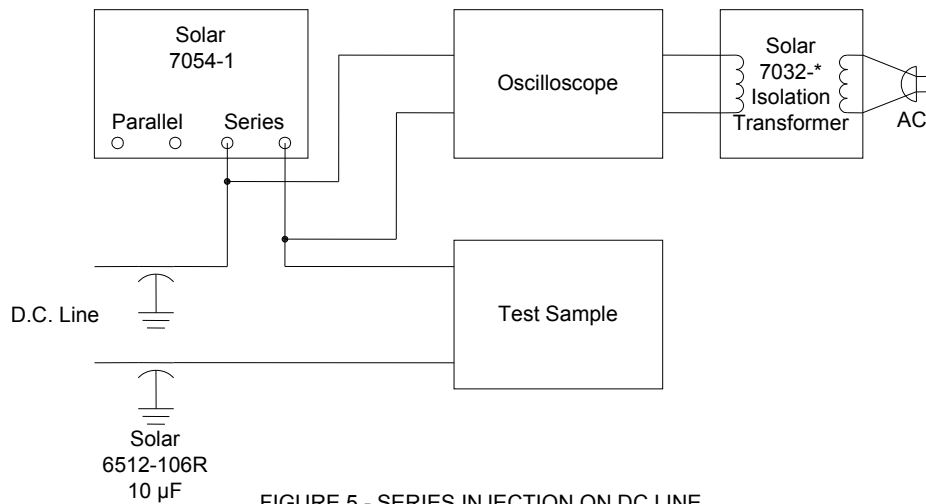 Solar
7054-1
Parallel
Series
Oscilloscope
Solar
7032-*
Isolation
Transformer
AC
D.C. Line
Test Sample
Solar
6512-106R
10 µF
FIGURE 5 - SERIES INJECTION ON DC LINE